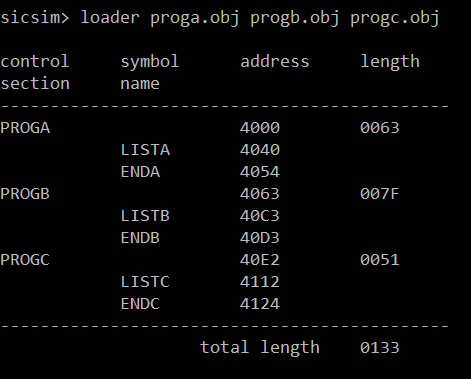 sicsim> loader proga.obj progb.obj progc.obj
control symbol address length
section name
--------------------------------------------------
PROGA 4000 0063
LISTA 4040
ENDA 4054
PROGB 4063 007F
LISTB 40C3
ENDB 40D3
PROGC 40E2 0051
LISTC 4112
ENDC 4124
--------------------------------------------------
total length 0133